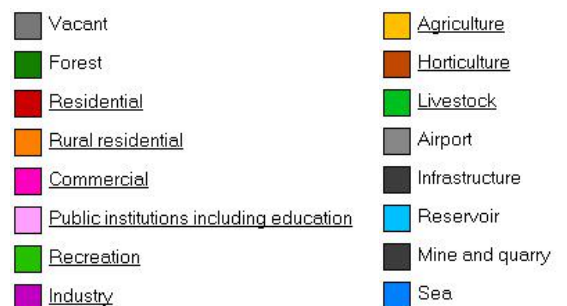 Vacant
Forest
Residential
Rural residential
Commercial
Public institutions including education
Recreation
Industry
Agriculture
Horticulture
Livestock
Airport
Infrastructure
Reservoir
Mine and quarry
Sea